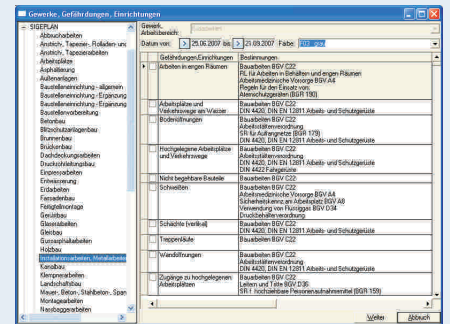 Gewerke, Gefährdungen, Einrichtungen
SIGEPLAN
Abbrucharbeiten
Anstrich, Tapezier-, Rolladen- und
Anstrich, Tapezierarbeiten
Arbeitsplätze
Asphaltierung
Außenanlagen
Baustelleneinrichtung - allgemein
Baustelleneinrichtung - Ergänzung
Baustelleneinrichtung - Ergänzung
Baustellenvorbereitung
Betonbau
Blitzschutzanlagenbau
Brunnenbau
Brückenbau
Dachdeckungsarbeiten
Druckrohrleitungsbau
Einpressarbeiten
Entwässerung
Erdarbeiten
Fassadenbau
Fertigteilmontage
Gerüstbau
Glaserarbeiten
Gleisbau
Gussasphaltarbeiten
Holzbau
Installationsarbeiten, Metallarbeiten
Kanalbau
Klempnerarbeiten
Landschaftsbau
Mauer-, Beton-, Stahlbeton-, Span
Montagearbeiten
Nassbaggerarbeiten
Gewerk,
Arbeitsbereich:
Datum von: > 25.06.2007 bis > 21.09.2007 Farbe:
Gefährdungen,Einrichtungen Bestimmungen
Arbeiten in engen Räumen Bauarbeiten BGV C22
RL für Arbeiten in Behältern und engen Räumen
Arbeitsmedizinische Vorsorge BGV A4
Regeln für den Einsatz von
Atemschutzgeräten (BGR 190)
Arbeitsplätze und Bauarbeiten BGV C22
Verkehrswege am Wasser DIN 4420, DIN EN 12811 Arbeits- und Schutzgerüste
Bodenöffnungen Bauarbeiten BGV C22
Arbeitsstättenverordnung
SR für Auffangnetze (BGR 179)
DIN 4420, DIN EN 12811 Arbeits- und Schutzgerüste
Hochgelegene Arbeitsplätze Bauarbeiten BGV C22
und Verkehrswege Arbeitsstättenverordnung
DIN 4420, DIN EN 12811 Arbeits- und Schutzgerüste
DIN 4422 Fahrgerüste
Nicht begehbare Bauteile Bauarbeiten BGV C22
Schweißen Bauarbeiten BGV C22
Arbeitsmedizinische Vorsorge BGV A4
Sicherheitskennz. am Arbeitsplatz BGV A8
Verwendung von Flüssiggas BGV D34
Druckbehälterverordnung
Schächte (vertikal) Bauarbeiten BGV C22
DIN 4420, DIN EN 12811 Arbeits- und Schutzgerüste
Treppenläufe Bauarbeiten BGV C22
Wandöffnungen Bauarbeiten BGV C22
Arbeitsstättenverordnung
DIN 4420, DIN EN 12811 Arbeits- und Schutzgerüste
Zugänge zu hochgelegenen Bauarbeiten BGV C22
Arbeitsplätzen Leitern und Tritte BGV D36
SR f. hochziehbare Personenaufnahmemittel (BGR 159)
Weiter Abbruch